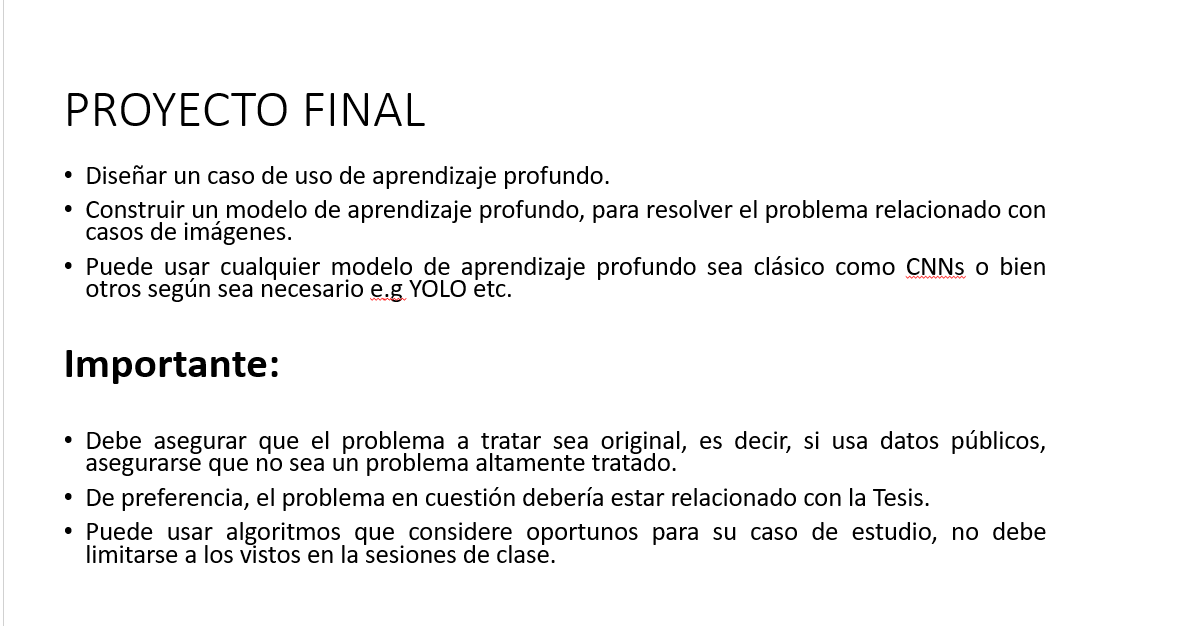 PROYECTO FINAL
• Diseñar un caso de uso de aprendizaje profundo.
• Construir un modelo de aprendizaje profundo, para resolver el problema relacionado con
casos de imágenes.
• Puede usar cualquier modelo de aprendizaje profundo sea clásico como CNNs o bien
otros según sea necesario e.g YOLO etc.
Importante:
• Debe asegurar que el problema a tratar sea original, es decir, si usa datos públicos,
asegurarse que no sea un problema altamente tratado.
• De preferencia, el problema en cuestión debería estar relacionado con la Tesis.
• Puede usar algoritmos que considere oportunos para su caso de estudio, no debe
limitarse a los vistos en la sesiones de clase.